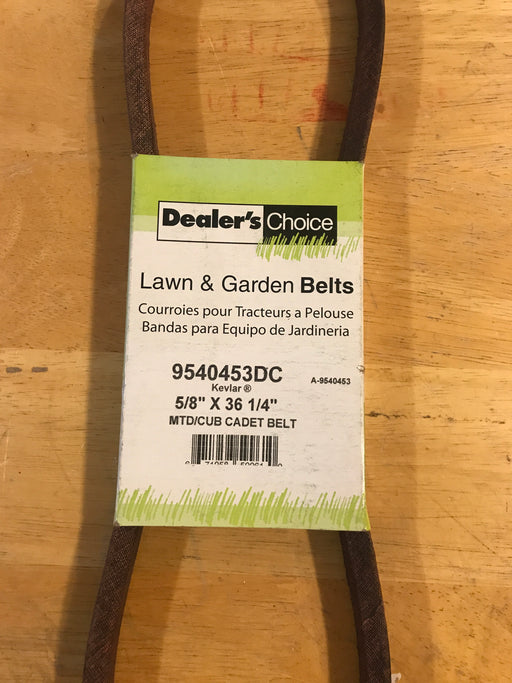 Dealer's Choice
Lawn & Garden Belts
Courroies pour Tracteurs a Pelouse
Bandas para Equipo de Jardineria
9540453DC
A-9540453
Kevlar ®
5/8" X 36 1/4"
MTD/CUB CADET BELT